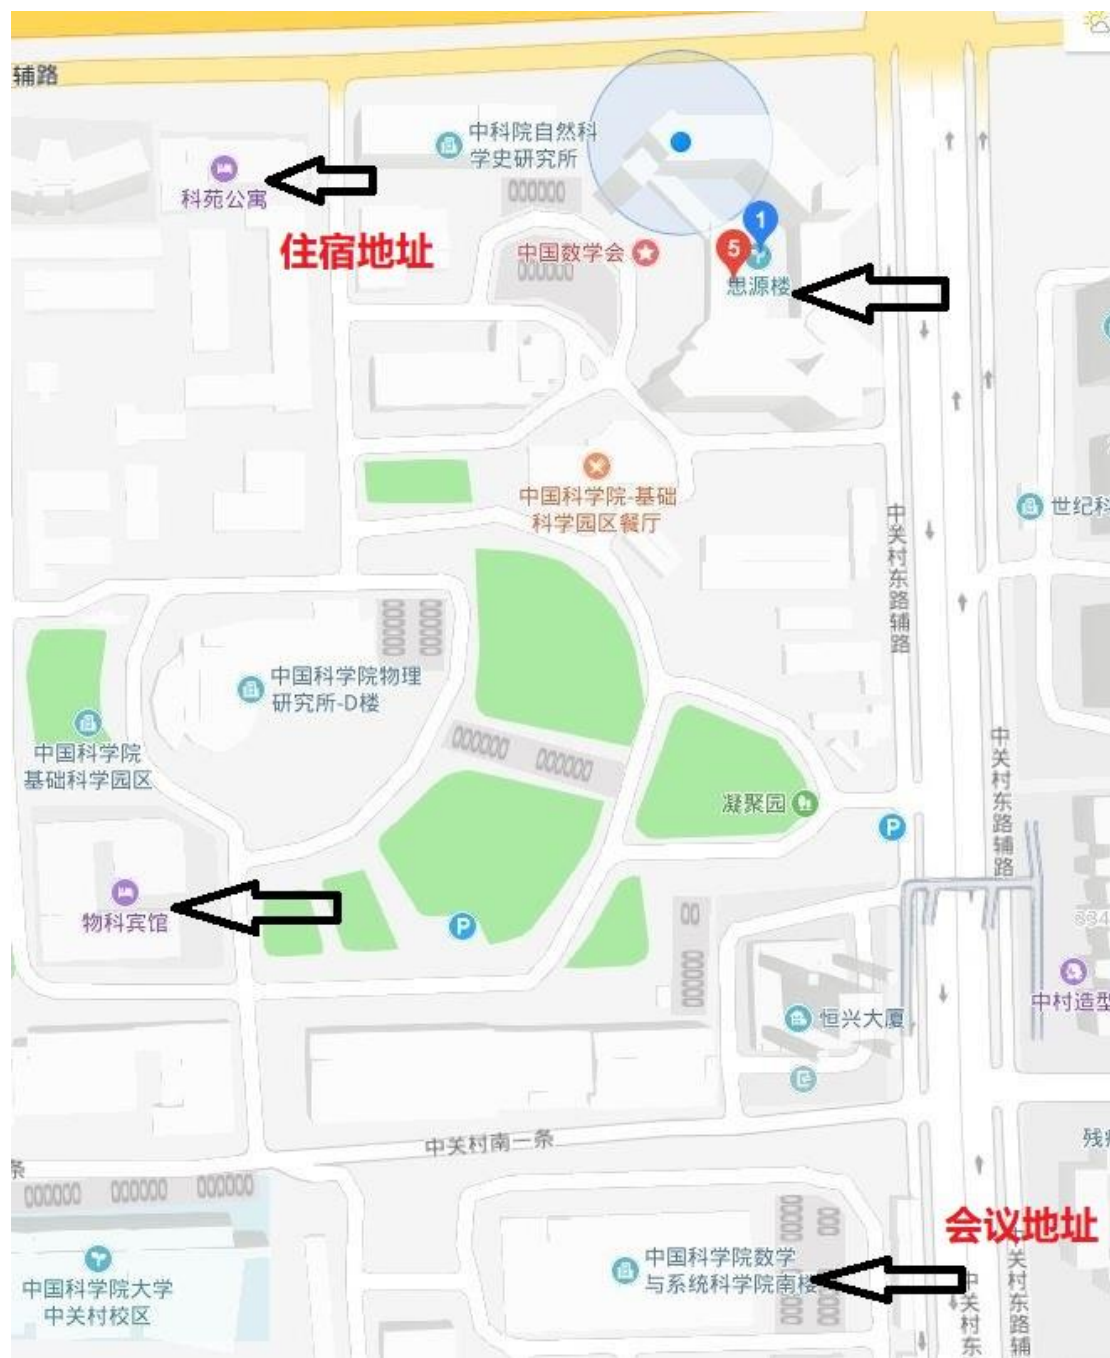 辅路
中科院自然科
学史研究所
科苑公寓
住宿地址
中国数学会
1
5
思源楼
中国科学院-基础
科学园区餐厅
世纪科
中关村东路辅路
中国科学院物理
研究所-D楼
中国科学院
基础科学园区
中关村东路辅路
凝聚园
P
物科宾馆
P
334
中村造型
恒兴大厦
E
中关村南一条
残疾
条
会议地址
中国科学院数学
与系统科学院南楼
中国科学院大学
中关村校区
中关村东
中关村东路辅